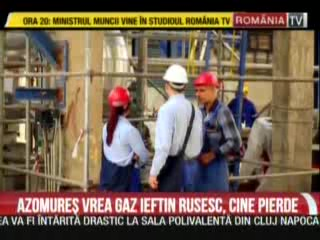 ORA 20: MINISTRUL MUNCII VINE ÎN STUDIOUL ROMÂNIA TV
ROMÂNIA TV
AZOMUREȘ VREA GAZ IEFTIN RUSESC, CINE PIERDE
EA VA FI ÎNTĂRITĂ DRASTIC LA SALA POLIVALENTĂ DIN CLUJ NAPOCA